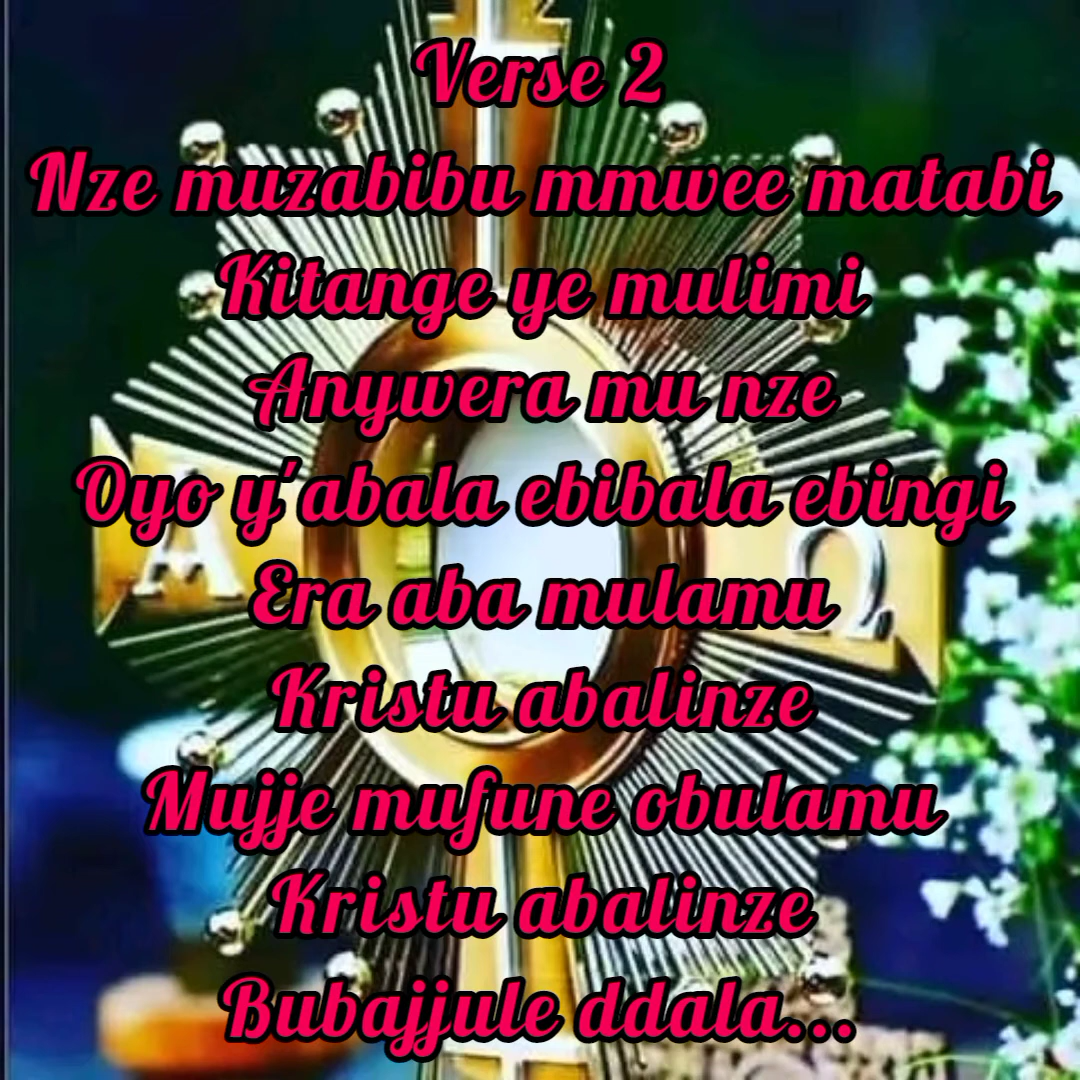 Verse 2
Nze muzabibu mmwee matabi
Kitange ye mulimi
Anywera mu nze
Oyo y'abala ebibala ebingi
Era aba mulamu
Kristu abalinze
Mujje mufune obulamu
Kristu abalinze
Bubajjule ddala...
A Ω